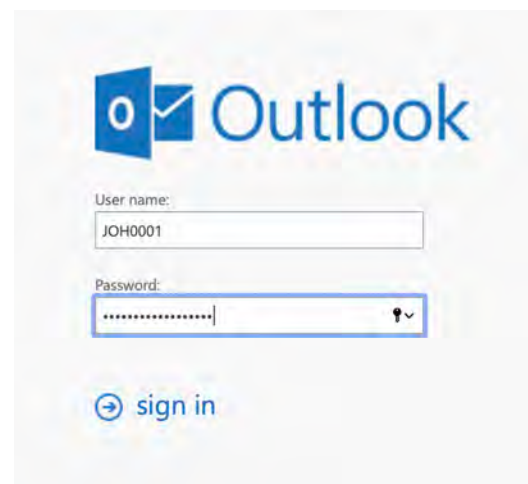 Outlook
User name:
JOH0001
Password:
••••••••••••••••••
sign in